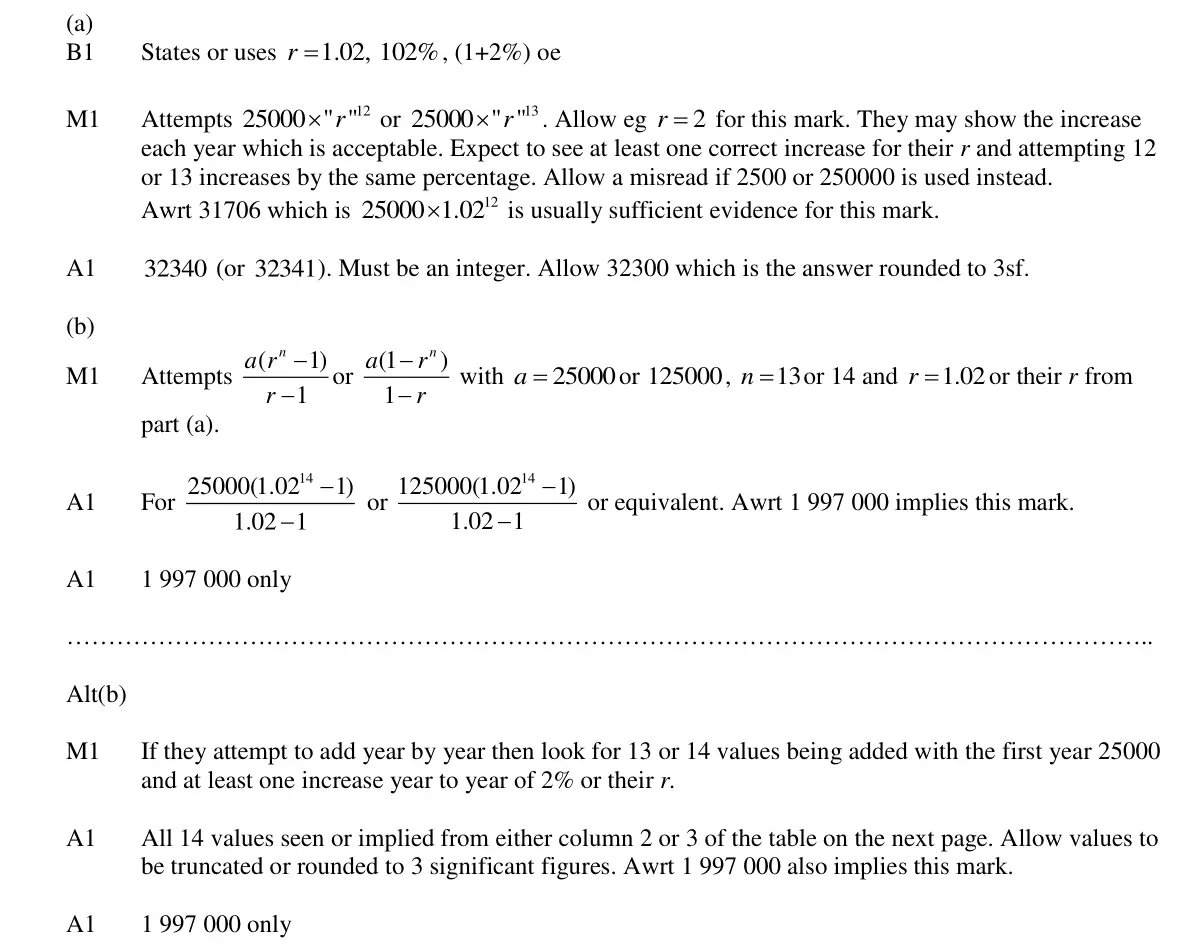 (a)
B1 States or uses r = 1.02, 102%, (1+2%) oe
M1 Attempts 25000×"r"¹² or 25000×"r"¹³. Allow eg r = 2 for this mark. They may show the increase
each year which is acceptable. Expect to see at least one correct increase for their r and attempting 12
or 13 increases by the same percentage. Allow a misread if 2500 or 250000 is used instead.
Awrt 31706 which is 25000×1.02¹² is usually sufficient evidence for this mark.
A1 32340 (or 32341). Must be an integer. Allow 32300 which is the answer rounded to 3sf.
(b)
M1 Attempts a(rⁿ −1)/(r−1) or a(1−rⁿ)/(1−r) with a = 25000 or 125000, n = 13 or 14 and r = 1.02 or their r from
part (a).
A1 For 25000(1.02¹⁴ −1)/(1.02−1) or 125000(1.02¹⁴ −1)/(1.02−1) or equivalent. Awrt 1 997 000 implies this mark.
A1 1 997 000 only
…………………………………………………………………………………………………………………..
Alt(b)
M1 If they attempt to add year by year then look for 13 or 14 values being added with the first year 25000
and at least one increase year to year of 2% or their r.
A1 All 14 values seen or implied from either column 2 or 3 of the table on the next page. Allow values to
be truncated or rounded to 3 significant figures. Awrt 1 997 000 also implies this mark.
A1 1 997 000 only